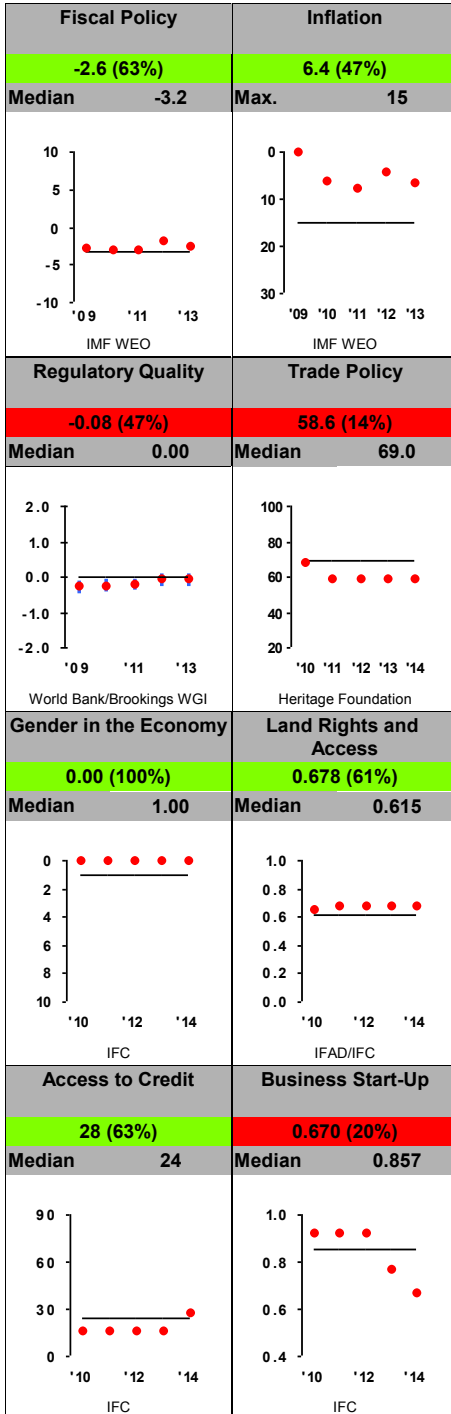 Fiscal Policy
-2.6 (63%)
Median -3.2
10
5
0
-5
-10
'09 '11 '13
IMF WEO
Inflation
6.4 (47%)
Max. 15
0
10
20
30
'09 '10 '11 '12 '13
IMF WEO
Regulatory Quality
-0.08 (47%)
Median 0.00
2.0
1.0
0.0
-1.0
-2.0
'09 '11 '13
World Bank/Brookings WGI
Trade Policy
58.6 (14%)
Median 69.0
100
80
60
40
20
'10 '11 '12 '13 '14
Heritage Foundation
Gender in the Economy
0.00 (100%)
Median 1.00
0
2
4
6
8
10
'10 '12 '14
IFC
Land Rights and
Access
0.678 (61%)
Median 0.615
1.0
0.8
0.6
0.4
0.2
0.0
'10 '11 '12 '13 '14
IFAD/IFC
Access to Credit
28 (63%)
Median 24
90
60
30
0
'10 '12 '14
IFC
Business Start-Up
0.670 (20%)
Median 0.857
1.0
0.8
0.6
0.4
'10 '12 '14
IFC